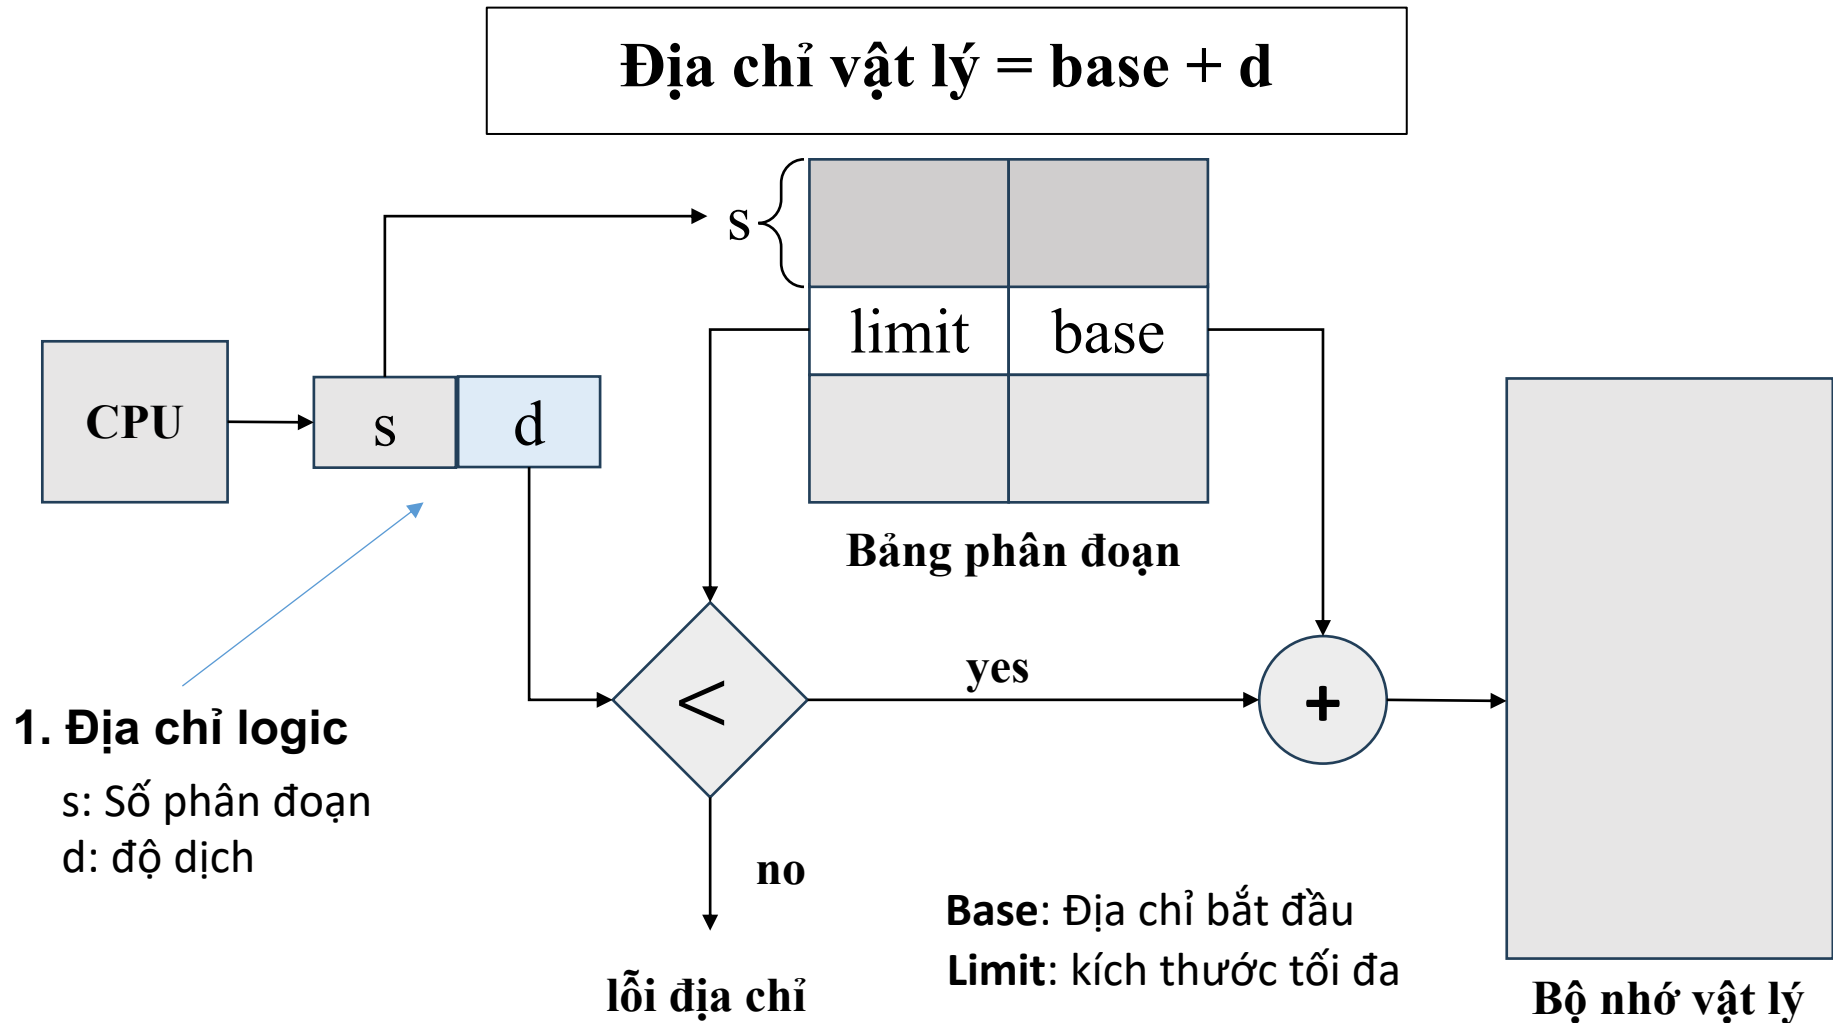 Địa chỉ vật lý = base + d
s
limit base
CPU
s d
Bảng phân đoạn
<
yes
+
1. Địa chỉ logic
s: Số phân đoạn
d: độ dịch
no
Base: Địa chỉ bắt đầu
Limit: kích thước tối đa
lỗi địa chỉ
Bộ nhớ vật lý